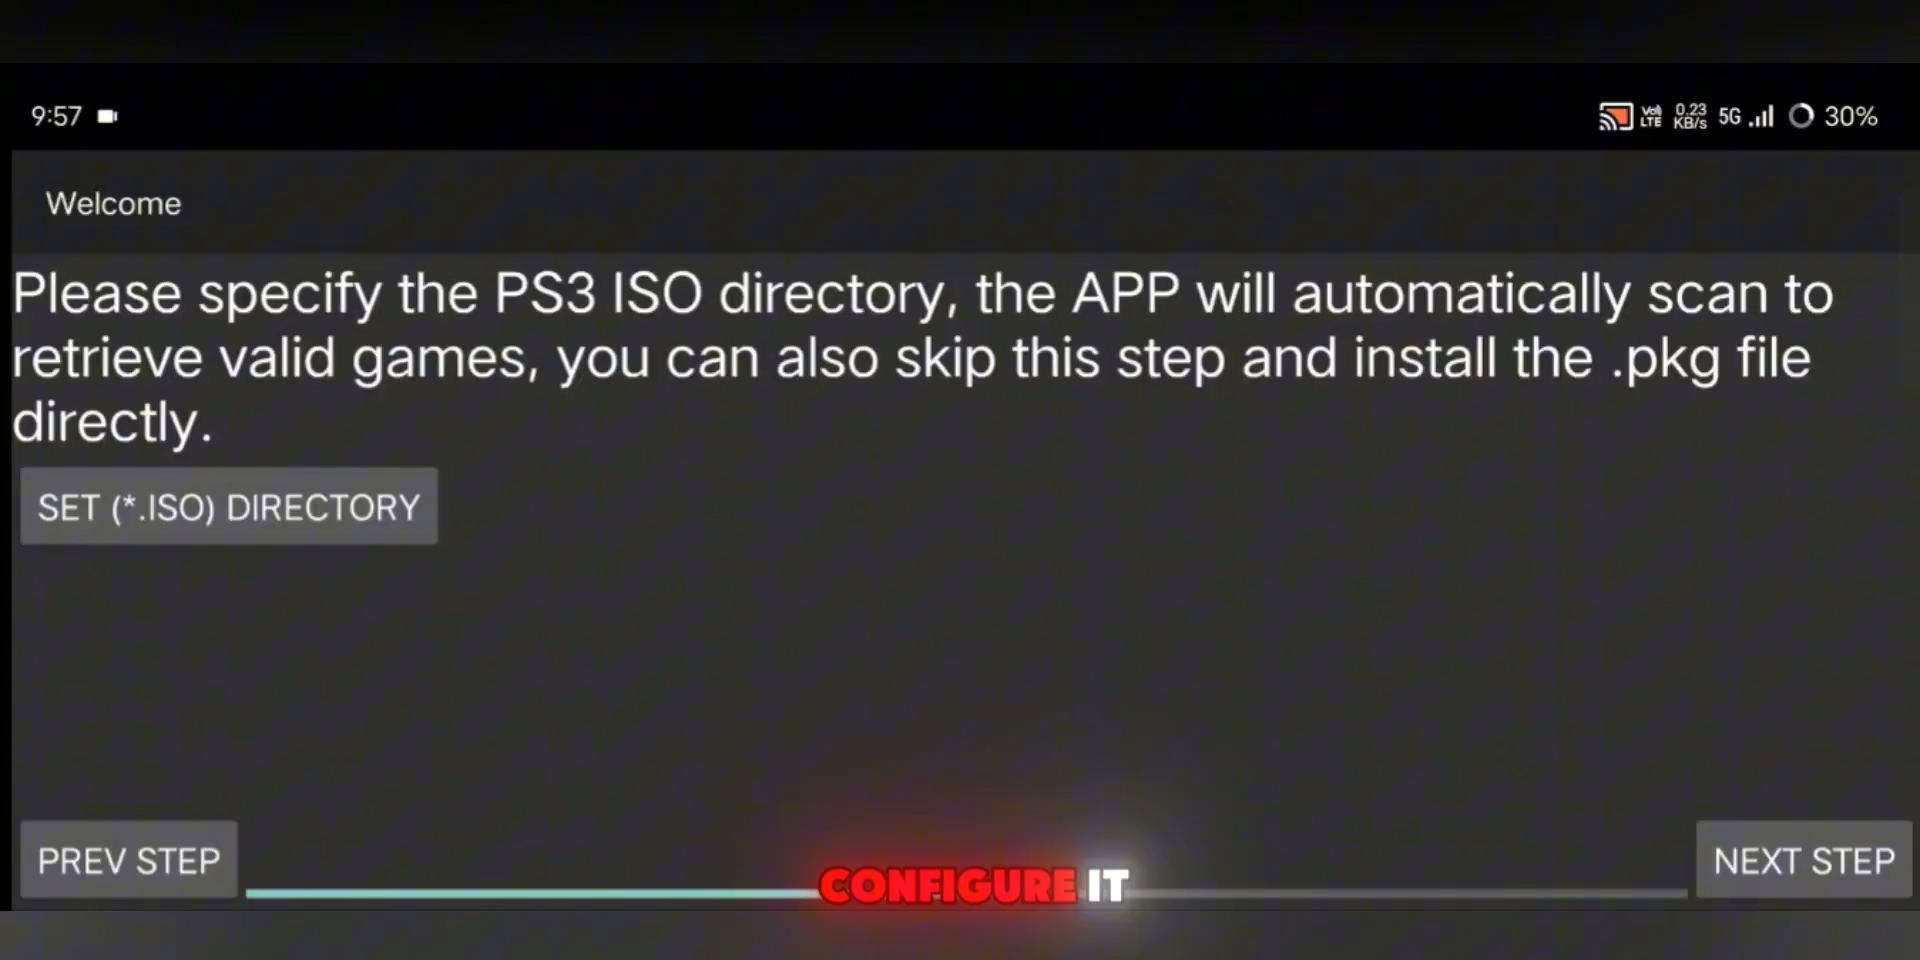 9:57
Vo) LTE 0.23 KB/s 5G 30%
Welcome
Please specify the PS3 ISO directory, the APP will automatically scan to
retrieve valid games, you can also skip this step and install the .pkg file
directly.
SET (*.ISO) DIRECTORY
PREV STEP
CONFIGURE IT
NEXT STEP